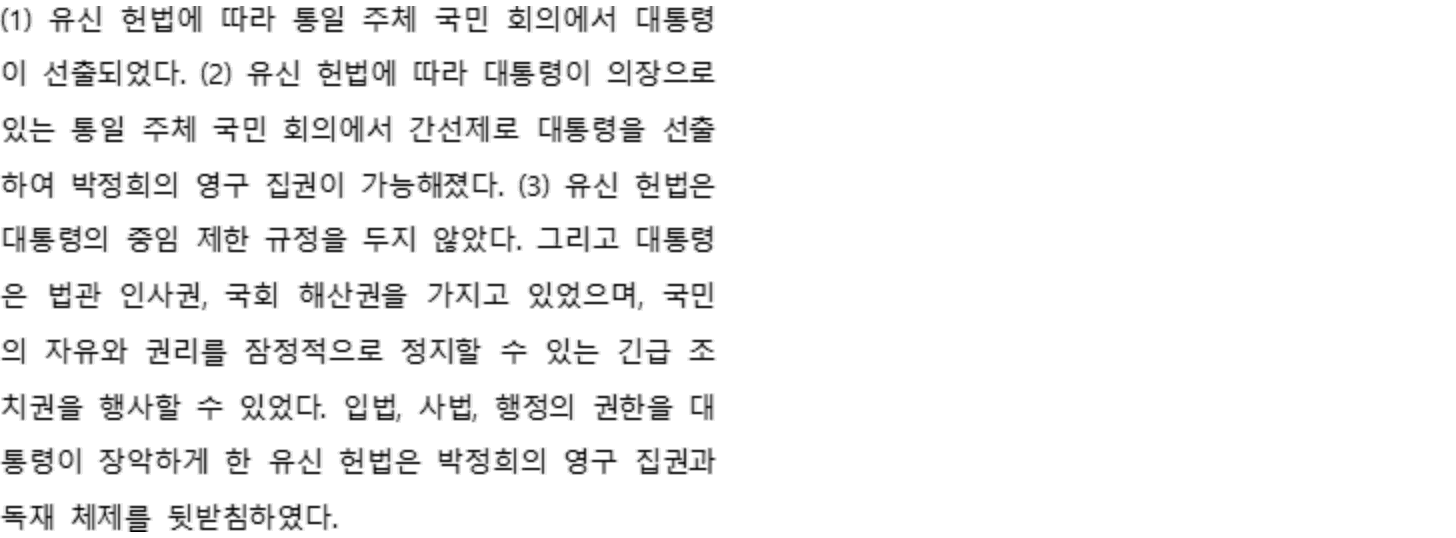 (1) 유신 헌법에 따라 통일 주체 국민 회의에서 대통령
이 선출되었다. (2) 유신 헌법에 따라 대통령이 의장으로
있는 통일 주체 국민 회의에서 간선제로 대통령을 선출
하여 박정희의 영구 집권이 가능해졌다. (3) 유신 헌법은
대통령의 중임 제한 규정을 두지 않았다. 그리고 대통령
은 법관 인사권, 국회 해산권을 가지고 있었으며, 국민
의 자유와 권리를 잠정적으로 정지할 수 있는 긴급 조
치권을 행사할 수 있었다. 입법, 사법, 행정의 권한을 대
통령이 장악하게 한 유신 헌법은 박정희의 영구 집권과
독재 체제를 뒷받침하였다.